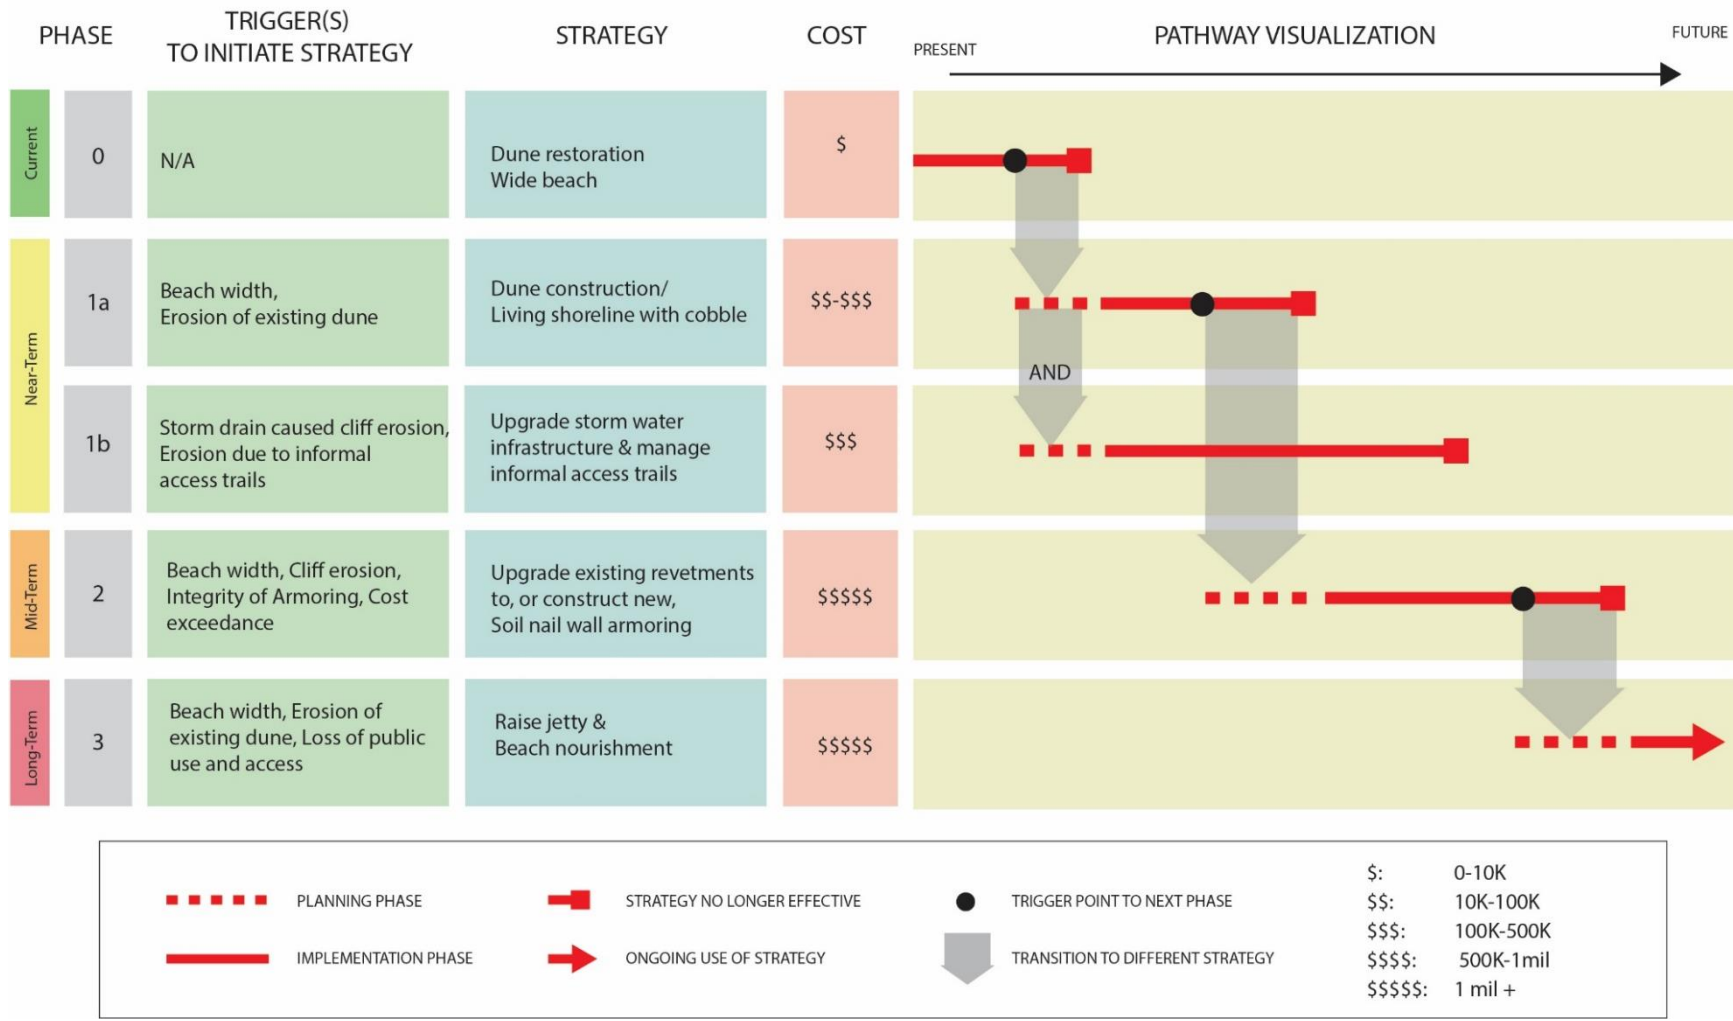 PHASE
TRIGGER(S)
TO INITIATE STRATEGY
STRATEGY
COST
PATHWAY VISUALIZATION
PRESENT
FUTURE
Current
0
N/A
Dune restoration
Wide beach
$
Near-Term
1a
Beach width,
Erosion of existing dune
Dune construction/
Living shoreline with cobble
$$-$$$
AND
1b
Storm drain caused cliff erosion,
Erosion due to informal
access trails
Upgrade storm water
infrastructure & manage
informal access trails
$$$
Mid-Term
2
Beach width, Cliff erosion,
Integrity of Armoring, Cost
exceedance
Upgrade existing revetments
to, or construct new,
Soil nail wall armoring
$$$$$
Long-Term
3
Beach width, Erosion of
existing dune, Loss of public
use and access
Raise jetty &
Beach nourishment
$$$$$
PLANNING PHASE
IMPLEMENTATION PHASE
STRATEGY NO LONGER EFFECTIVE
ONGOING USE OF STRATEGY
TRIGGER POINT TO NEXT PHASE
TRANSITION TO DIFFERENT STRATEGY
$: 0-10K
$$: 10K-100K
$$$: 100K-500K
$$$$: 500K-1mil
$$$$$: 1 mil +